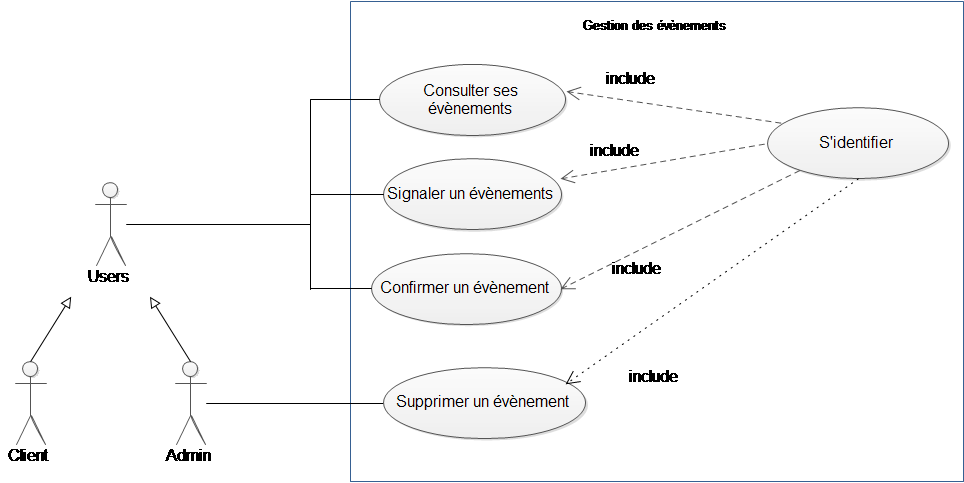 Gestion des évènements
Consulter ses
évènements
include
S'identifier
include
Signaler un évènements
Users
include
Confirmer un évènement
include
Supprimer un évènement
Client
Admin